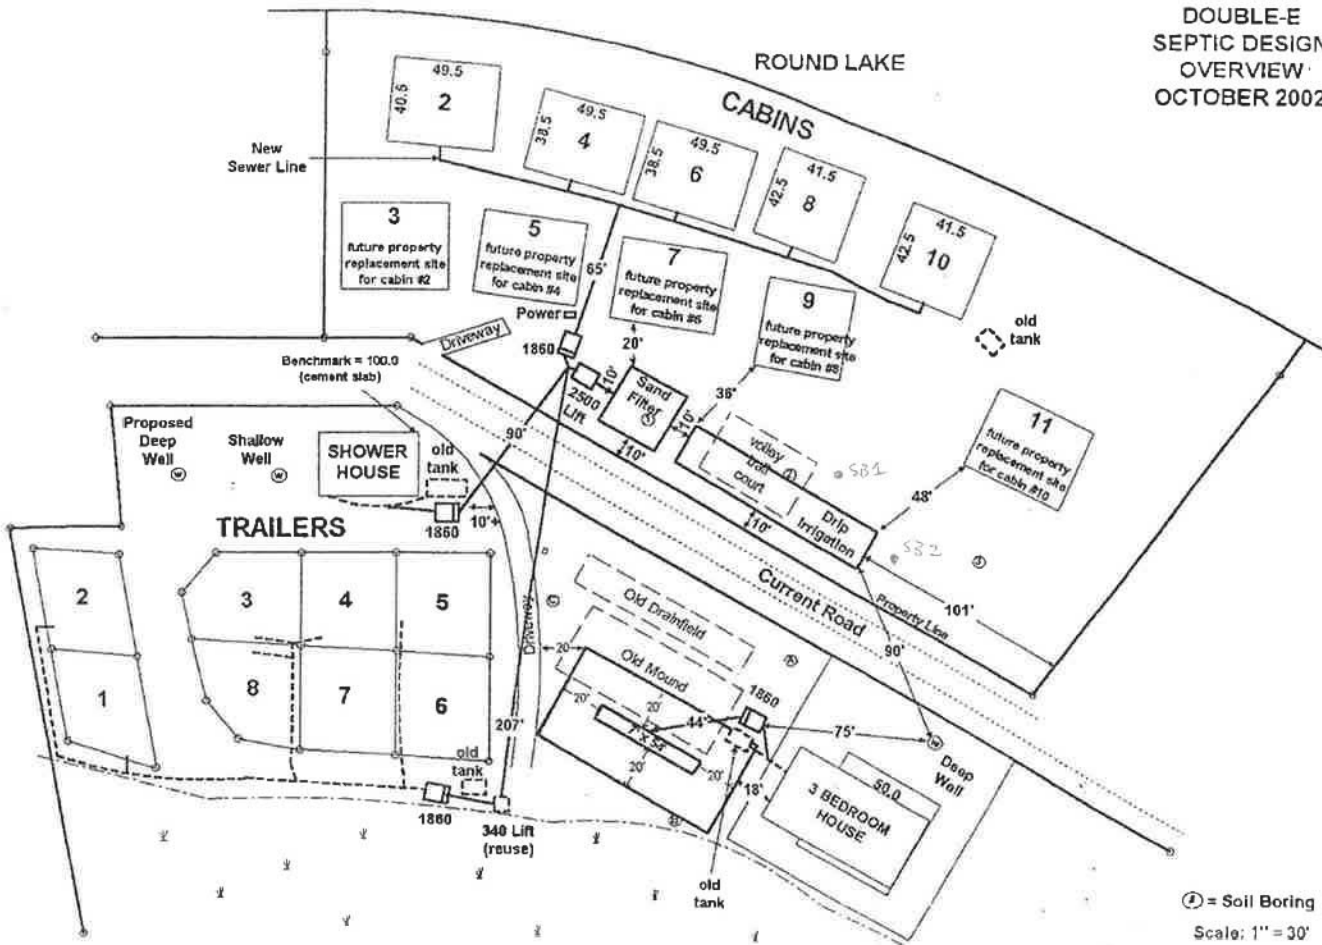 DOUBLE-E
SEPTIC DESIGN
OVERVIEW
OCTOBER 2002
ROUND LAKE
CABINS
49.5
40.5
2
49.5
38.5
4
49.5
38.5
6
41.5
42.5
8
41.5
42.5
10
New
Sewer Line
3
future property
replacement site
for cabin #2
5
future property
replacement site
for cabin #4
7
future property
replacement site
for cabin #6
9
future property
replacement site
for cabin #8
11
future property
replacement site
for cabin #10
65'
Power
old
tank
Driveway
1860
20'
Benchmark = 100.0
(cement slab)
10'
2500
Lift
Sand
Filter
36'
10'
10'
90'
volley
ball
court
SB1
48'
Drip
Irrigation
10'
SB2
101'
Proposed
Deep
Well
Shallow
Well
SHOWER
HOUSE
old
tank
1860
10'
TRAILERS
Current Road
Property Line
90'
2
1
3
4
5
8
7
6
Driveway
207'
Old Drainfield
Old Mound
20
20'
20'
20'
20'
44'
1860
75'
Deep
Well
18'
50.0
3 BEDROOM
HOUSE
old
tank
1860
340 Lift
(reuse)
old
tank
= Soil Boring
Scale: 1" = 30'